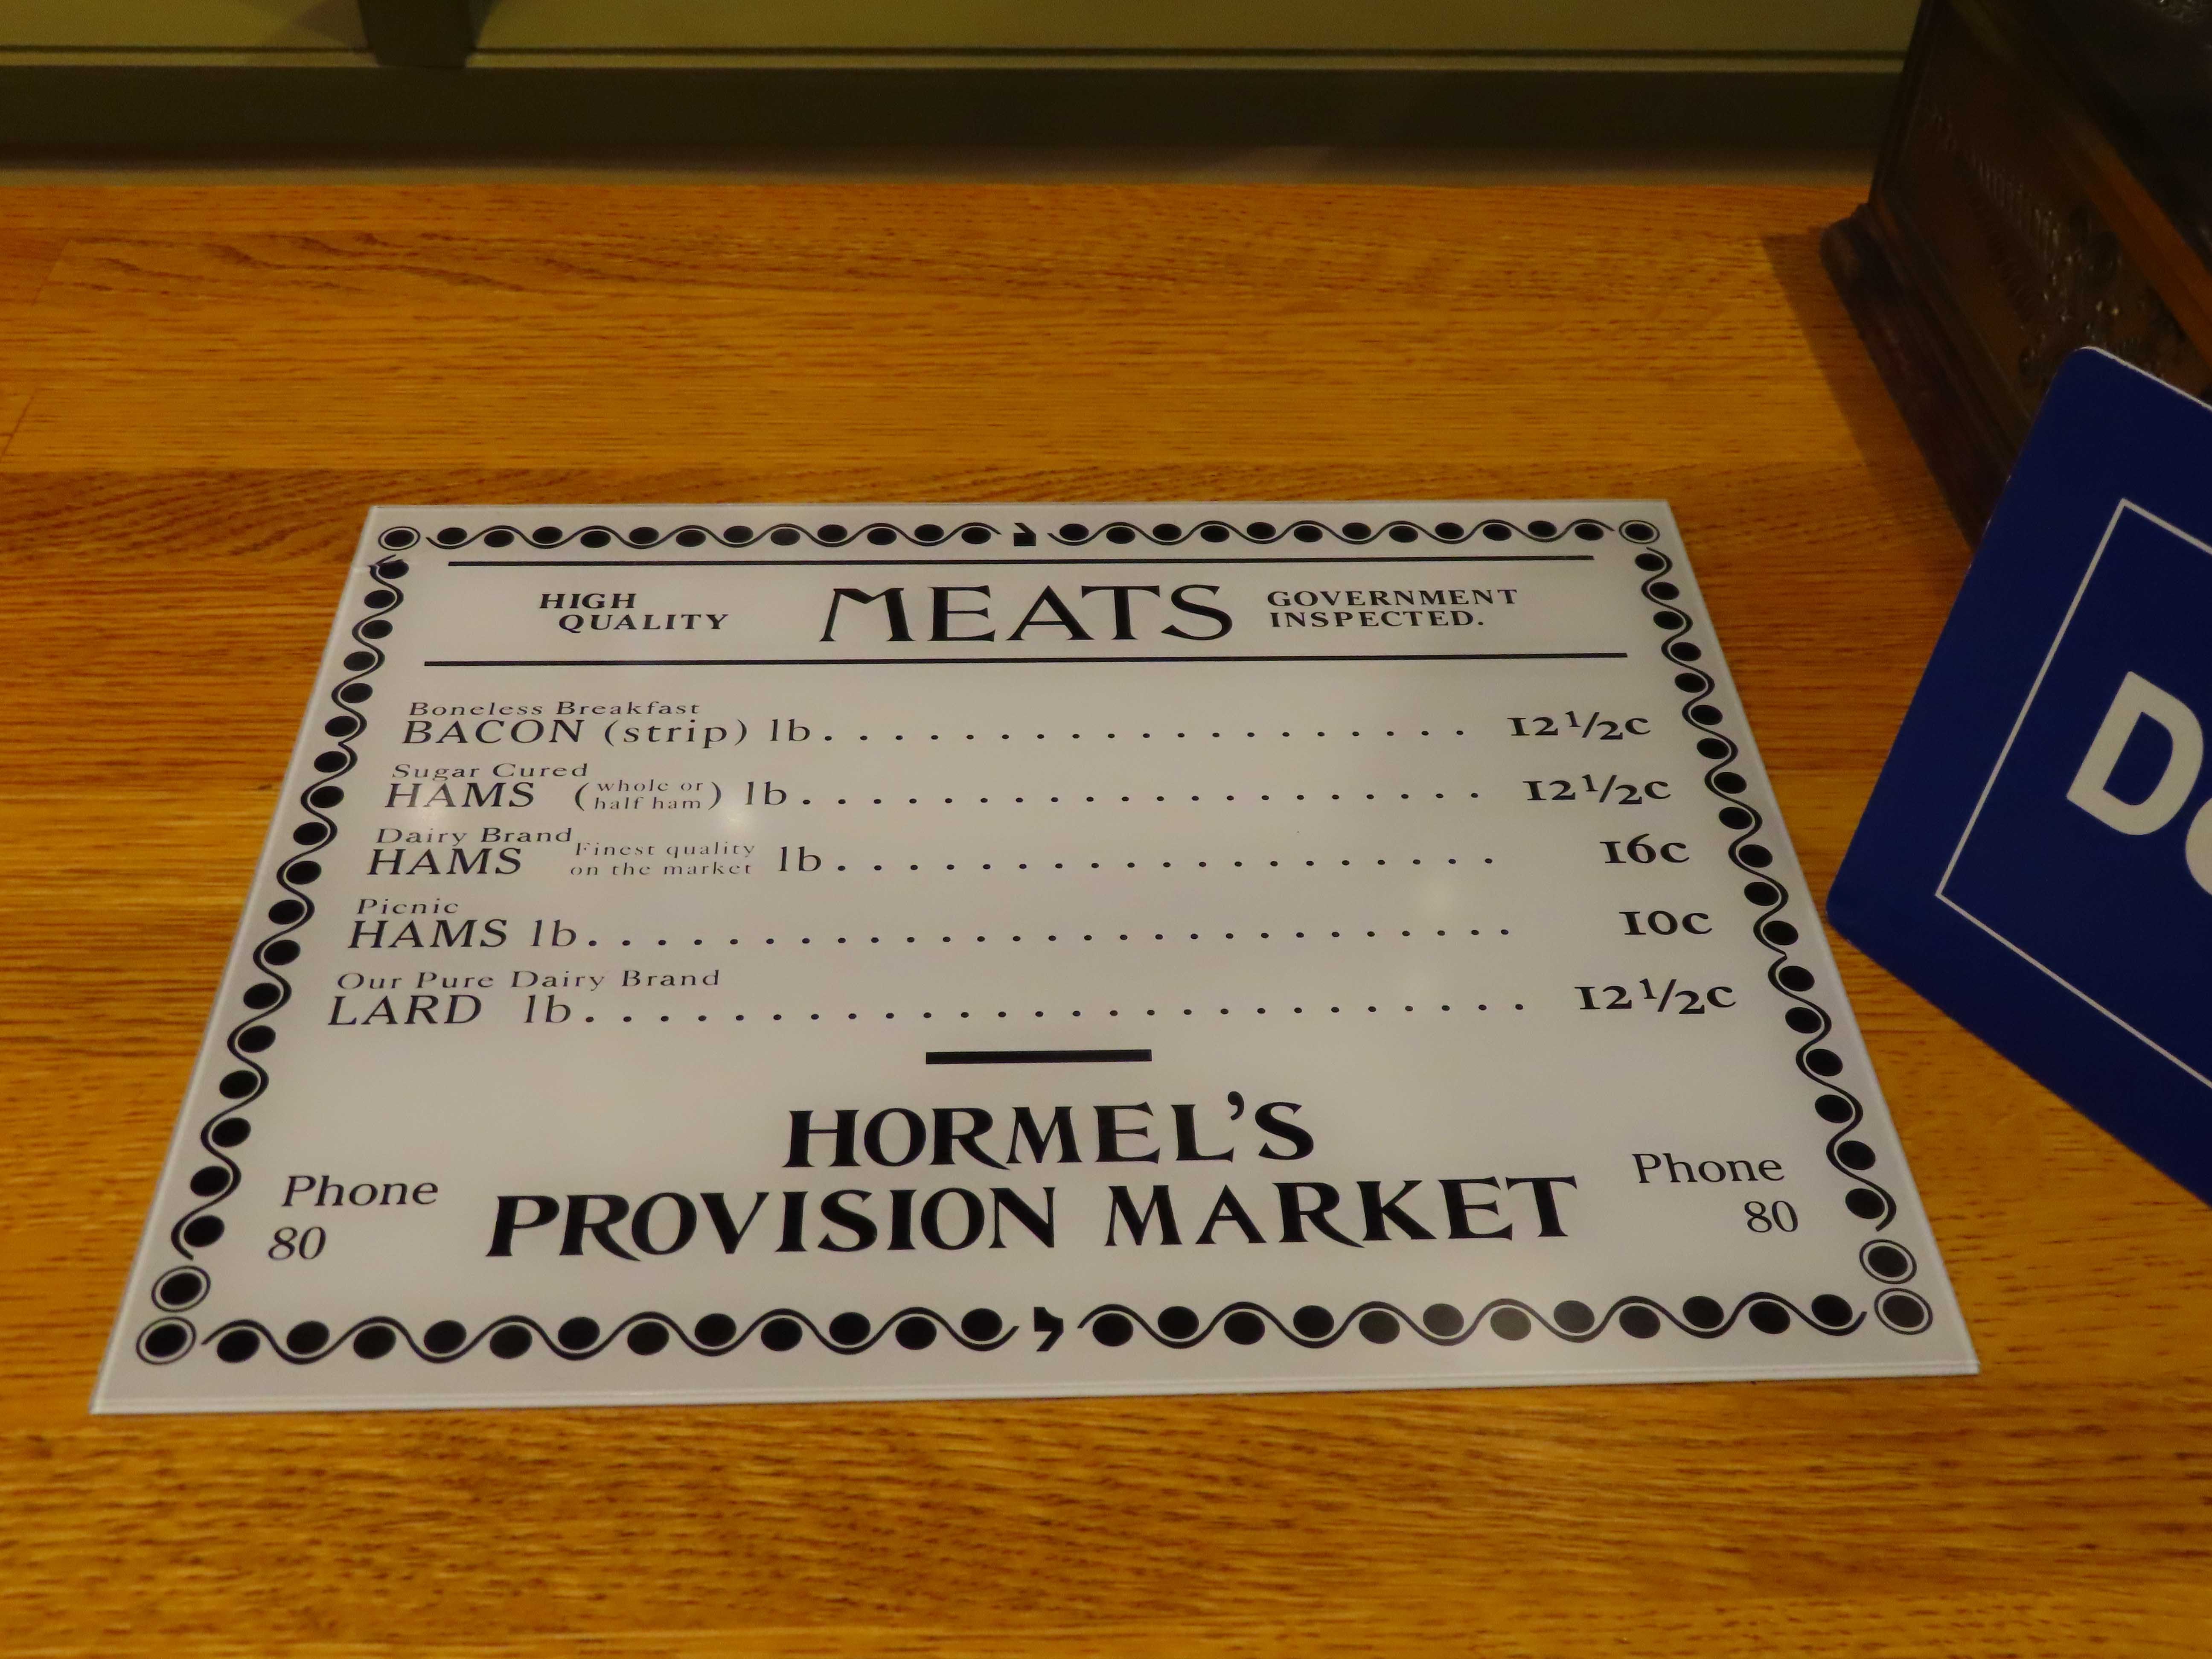 HIGH QUALITY MEATS GOVERNMENT INSPECTED.
Boneless Breakfast
BACON (strip) lb. . . . . . . . . . . . . . . . . . . 12 1/2c
Sugar Cured
HAMS (whole or half ham) lb. . . . . . . . . . . . . . . . . . . . 12 1/2c
Dairy Brand
HAMS Finest quality on the market lb. . . . . . . . . . . . . . . . . . . 16c
Picnic
HAMS lb. . . . . . . . . . . . . . . . . . . . . . . . . . . 10c
Our Pure Dairy Brand
LARD lb. . . . . . . . . . . . . . . . . . . . . . . . . . . 12 1/2c
HORMEL'S
PROVISION MARKET
Phone
80
Phone
80